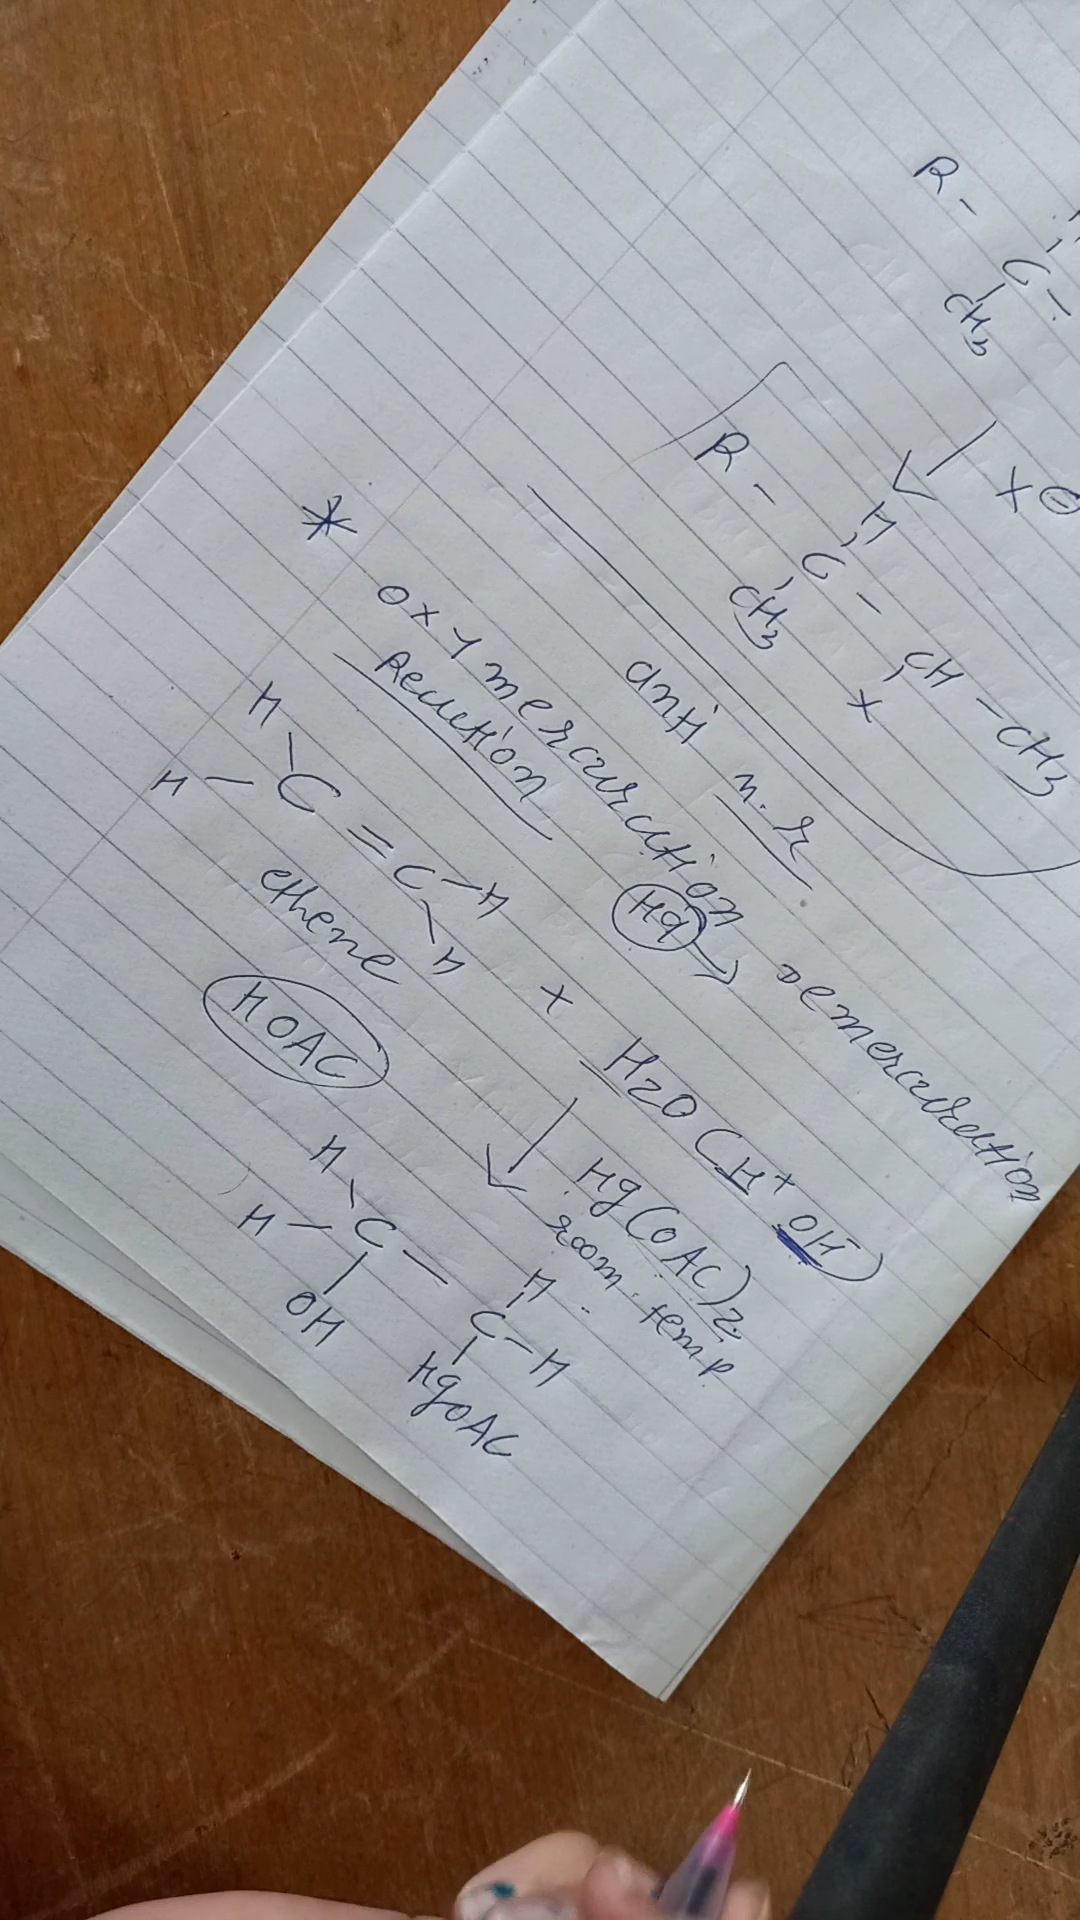 R - C -
CH3
X ⊖
H
R - C - CH - CH3
CH3 X
anti m.r
* oxymercuration Demercuration
Reaction Hg
H H
H - C = C - H + H2O (H+ OH-)
ethene
HOAC Hg(OAC)2
room temp
H H
H - C - C - H
OH HgOAC